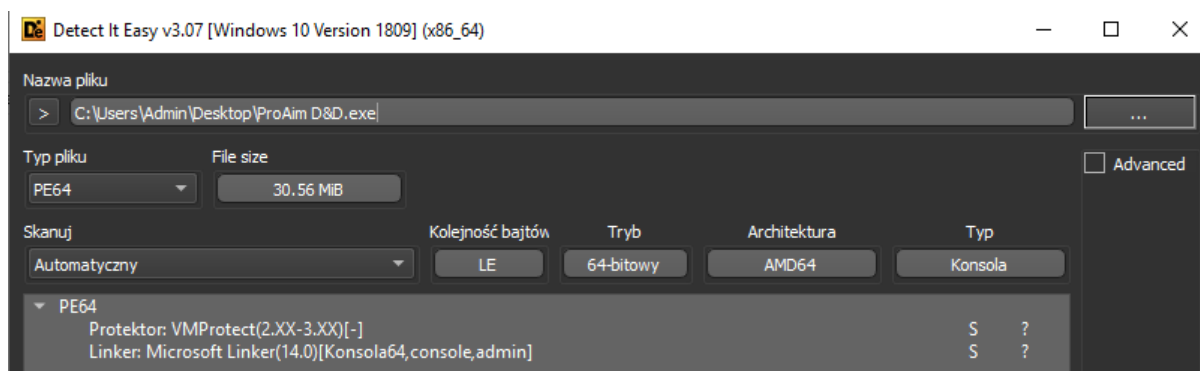 Detect It Easy v3.07 [Windows 10 Version 1809] (x86_64)
Nazwa pliku
> C:\Users\Admin\Desktop\ProAim D&D.exe ...
Typ pliku File size Advanced
PE64 30.56 MiB
Skanuj Kolejność bajtów Tryb Architektura Typ
Automatyczny LE 64-bitowy AMD64 Konsola
PE64
Protektor: VMProtect(2.XX-3.XX)[-] S ?
Linker: Microsoft Linker(14.0)[Konsola64,console,admin] S ?